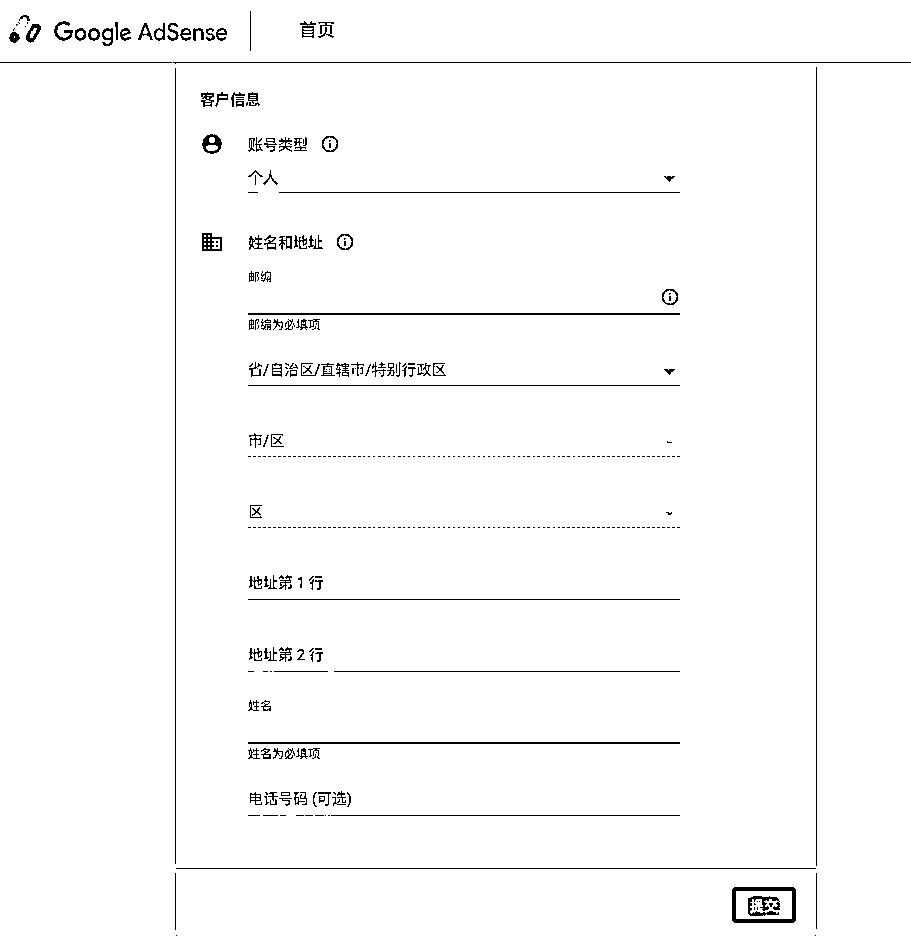 Google AdSense
首页
客户信息
账号类型
个人
姓名和地址
邮编
邮编为必填项
省/自治区/直辖市/特别行政区
市/区
区
地址第 1 行
地址第 2 行
姓名
姓名为必填项
电话号码 (可选)
提交